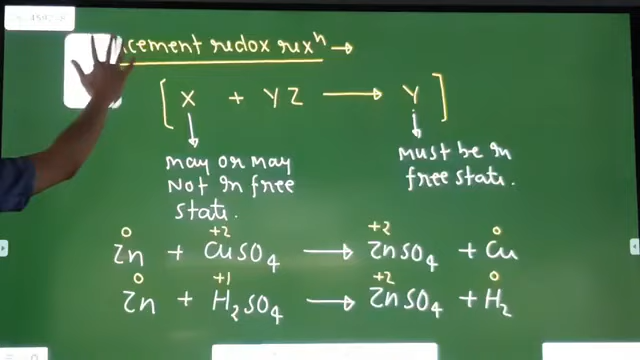 cement redox rexⁿ →
[ X + YZ → Y ]
may or may
Not in free
state.
Must be in
free state.
0 +2 +2 0
Zn + CuSO₄ → ZnSO₄ + Cu
0 +1 +2 0
Zn + H₂SO₄ → ZnSO₄ + H₂